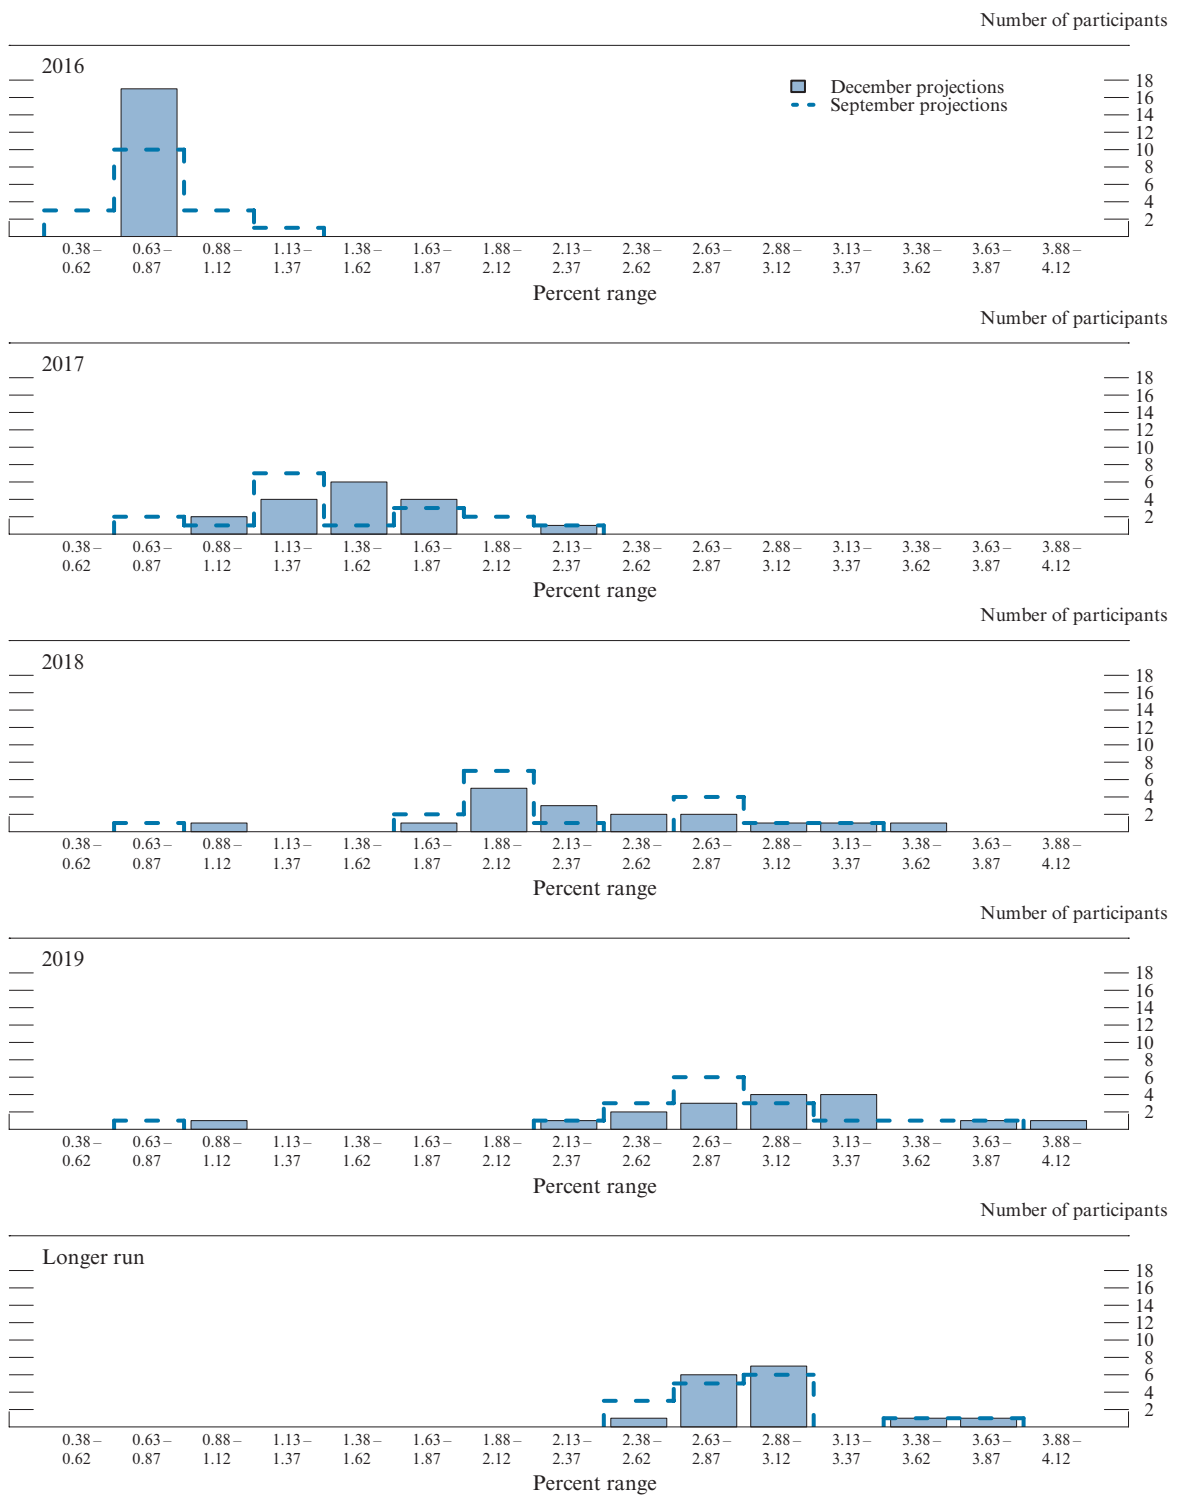 Number of participants
2016
December projections
September projections
18
16
14
12
10
8
6
4
2
0.38– 0.63– 0.88– 1.13– 1.38– 1.63– 1.88– 2.13– 2.38– 2.63– 2.88– 3.13– 3.38– 3.63– 3.88–
0.62 0.87 1.12 1.37 1.62 1.87 2.12 2.37 2.62 2.87 3.12 3.37 3.62 3.87 4.12
Percent range
Number of participants
2017
18
16
14
12
10
8
6
4
2
0.38– 0.63– 0.88– 1.13– 1.38– 1.63– 1.88– 2.13– 2.38– 2.63– 2.88– 3.13– 3.38– 3.63– 3.88–
0.62 0.87 1.12 1.37 1.62 1.87 2.12 2.37 2.62 2.87 3.12 3.37 3.62 3.87 4.12
Percent range
Number of participants
2018
18
16
14
12
10
8
6
4
2
0.38– 0.63– 0.88– 1.13– 1.38– 1.63– 1.88– 2.13– 2.38– 2.63– 2.88– 3.13– 3.38– 3.63– 3.88–
0.62 0.87 1.12 1.37 1.62 1.87 2.12 2.37 2.62 2.87 3.12 3.37 3.62 3.87 4.12
Percent range
Number of participants
2019
18
16
14
12
10
8
6
4
2
0.38– 0.63– 0.88– 1.13– 1.38– 1.63– 1.88– 2.13– 2.38– 2.63– 2.88– 3.13– 3.38– 3.63– 3.88–
0.62 0.87 1.12 1.37 1.62 1.87 2.12 2.37 2.62 2.87 3.12 3.37 3.62 3.87 4.12
Percent range
Number of participants
Longer run
18
16
14
12
10
8
6
4
2
0.38– 0.63– 0.88– 1.13– 1.38– 1.63– 1.88– 2.13– 2.38– 2.63– 2.88– 3.13– 3.38– 3.63– 3.88–
0.62 0.87 1.12 1.37 1.62 1.87 2.12 2.37 2.62 2.87 3.12 3.37 3.62 3.87 4.12
Percent range